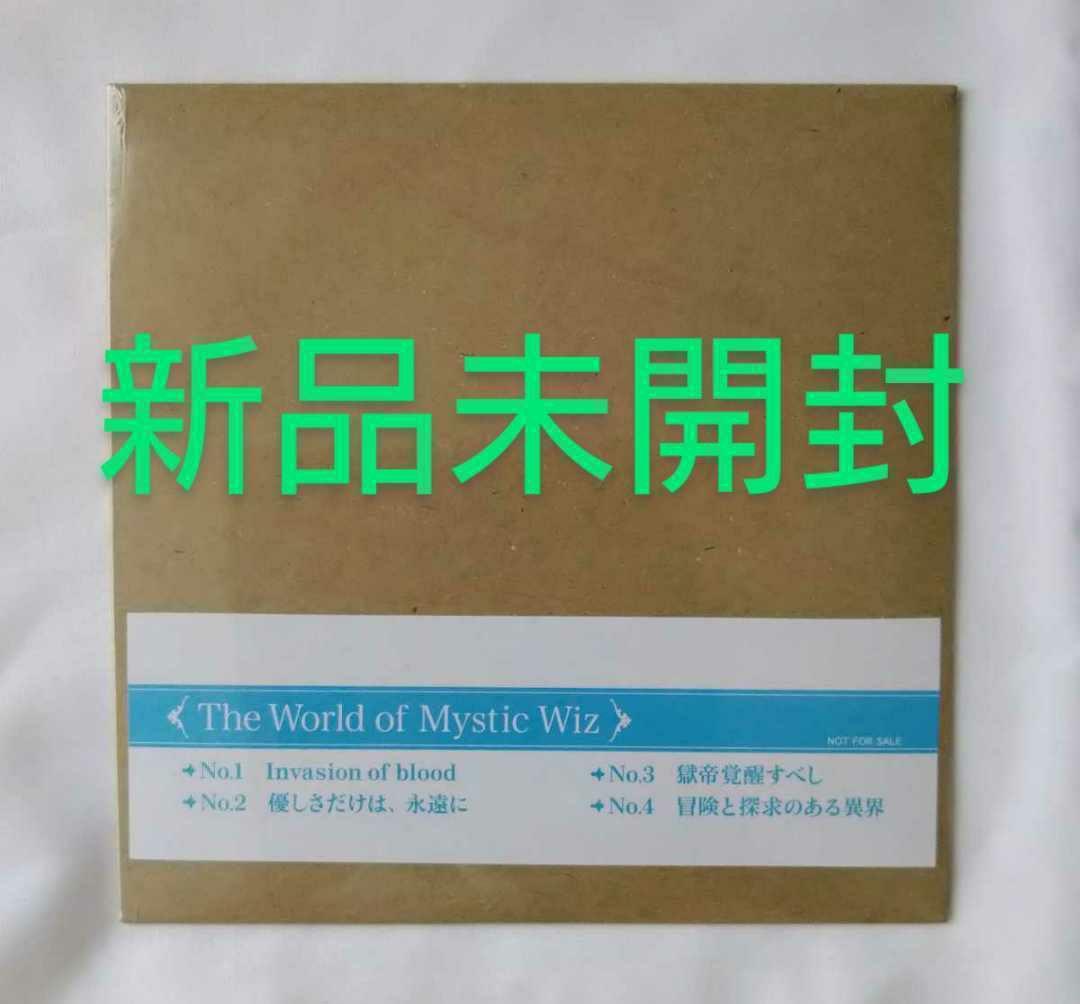 新品未開封
The World of Mystic Wiz
NOT FOR SALE
No.1 Invasion of blood
No.2 優しさだけは、永遠に
No.3 獄帝覚醒すべし
No.4 冒険と探求のある異界